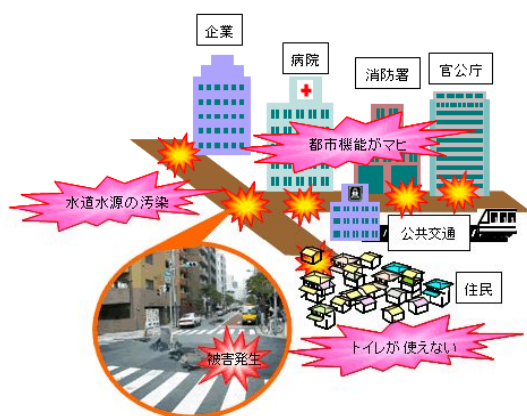 企業
病院
消防署
官公庁
都市機能がマヒ
水道水源の汚染
公共交通
住民
被害発生
トイレが使えない